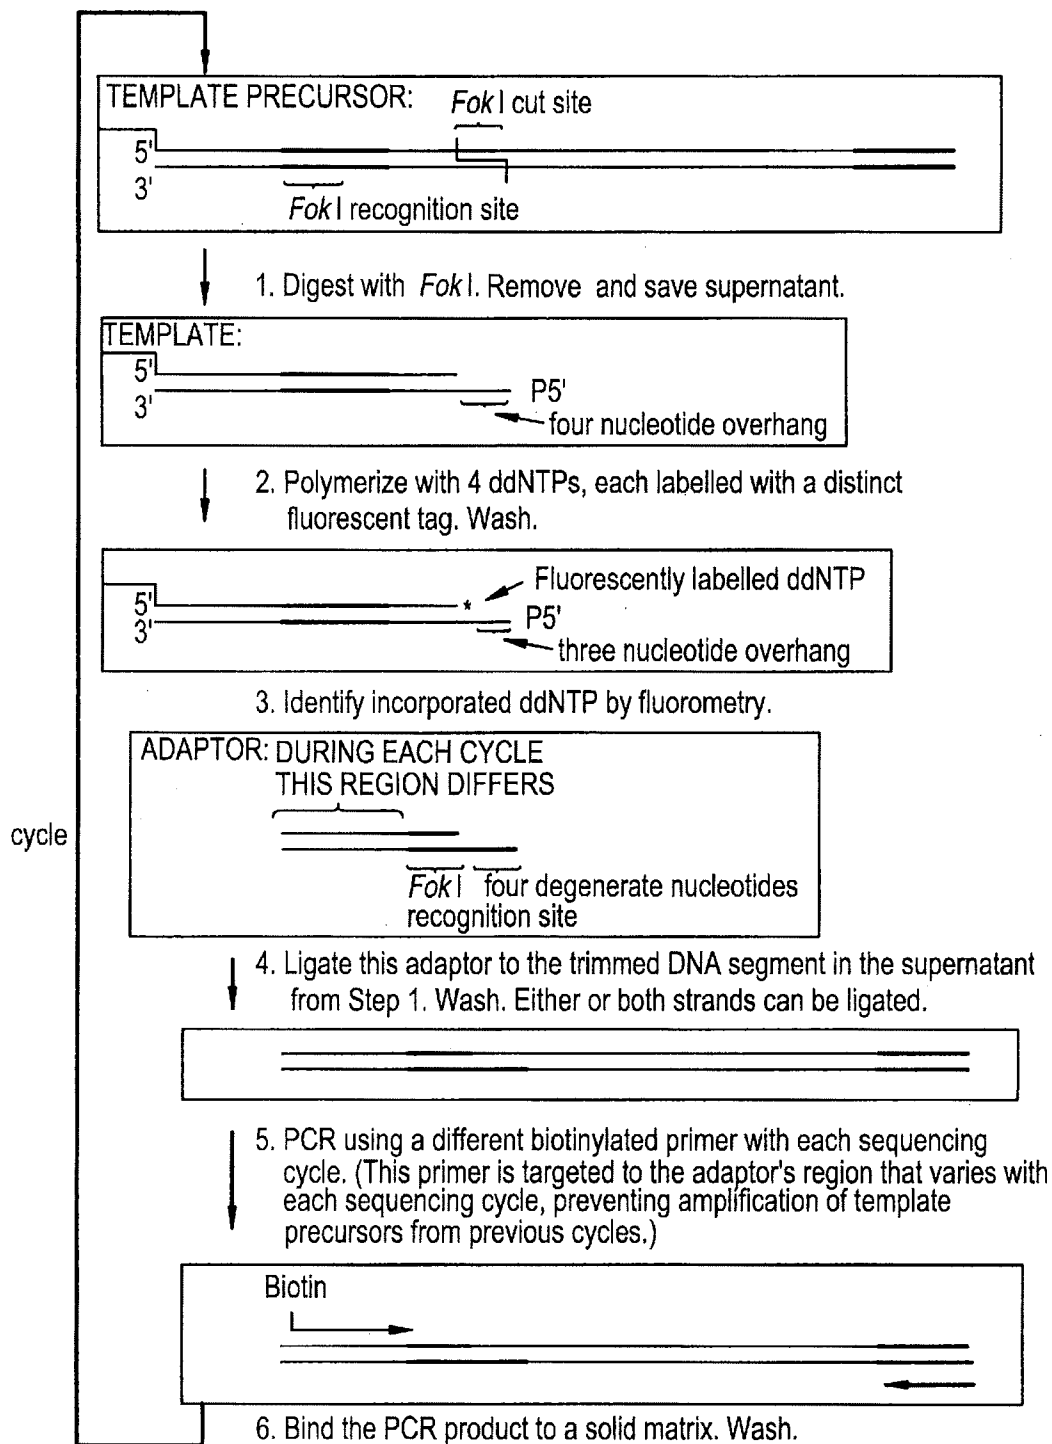 TEMPLATE PRECURSOR: FokI cut site
5'
3'
FokI recognition site
1. Digest with FokI. Remove and save supernatant.
TEMPLATE:
5'
P5'
3'
four nucleotide overhang
2. Polymerize with 4 ddNTPs, each labelled with a distinct
fluorescent tag. Wash.
Fluorescently labelled ddNTP
5' *
3' P5'
three nucleotide overhang
3. Identify incorporated ddNTP by fluorometry.
ADAPTOR: DURING EACH CYCLE
THIS REGION DIFFERS
cycle
FokI four degenerate nucleotides
recognition site
4. Ligate this adaptor to the trimmed DNA segment in the supernatant
from Step 1. Wash. Either or both strands can be ligated.
5. PCR using a different biotinylated primer with each sequencing
cycle. (This primer is targeted to the adaptor's region that varies with
each sequencing cycle, preventing amplification of template
precursors from previous cycles.)
Biotin
6. Bind the PCR product to a solid matrix. Wash.